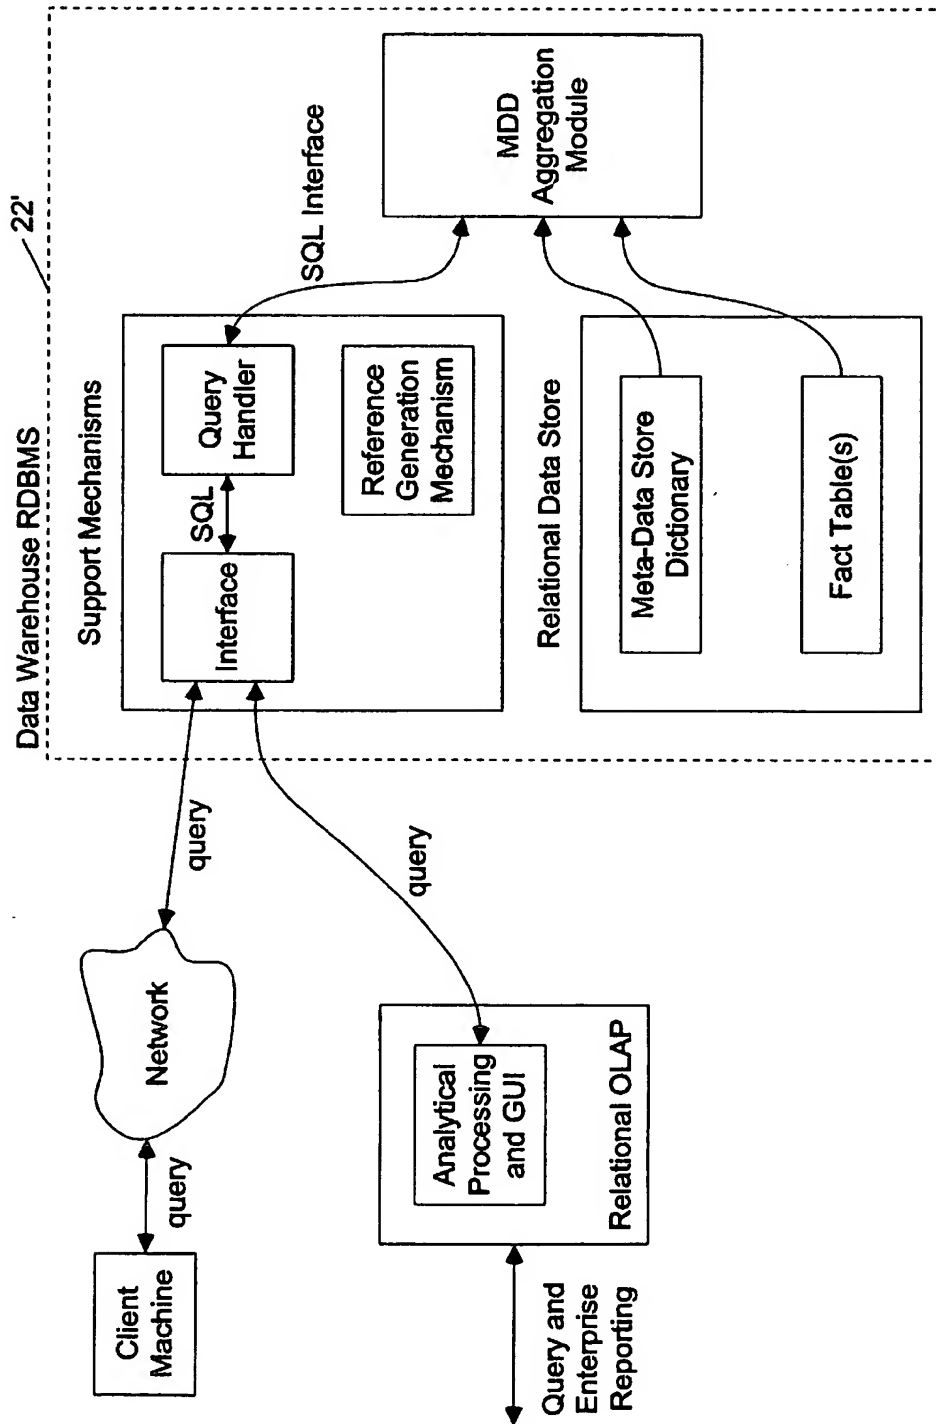 Data Warehouse RDBMS
22'
Support Mechanisms
Interface
SQL
Query
Handler
Reference
Generation
Mechanism
SQL Interface
MDD
Aggregation
Module
Relational Data Store
Meta-Data Store
Dictionary
Fact Table(s)
Client
Machine
query
Network
query
query
Analytical
Processing
and GUI
Relational OLAP
Query and
Enterprise
Reporting